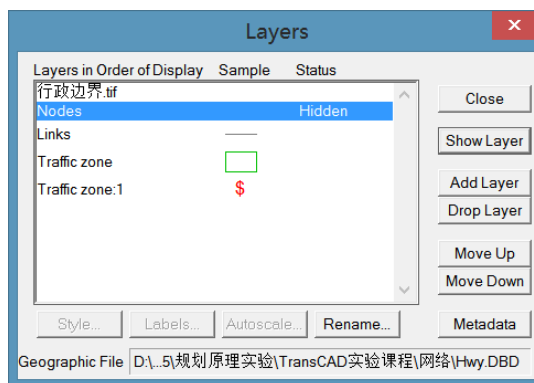 Layers
Layers in Order of Display Sample Status
行政边界.tif
Nodes Hidden
Links
Traffic zone
Traffic zone:1 $
Close
Show Layer
Add Layer
Drop Layer
Move Up
Move Down
Style... Labels... Autoscale... Rename... Metadata
Geographic File D:\...5\规划原理实验\TransCAD实验课程\网络\Hwy.DBD